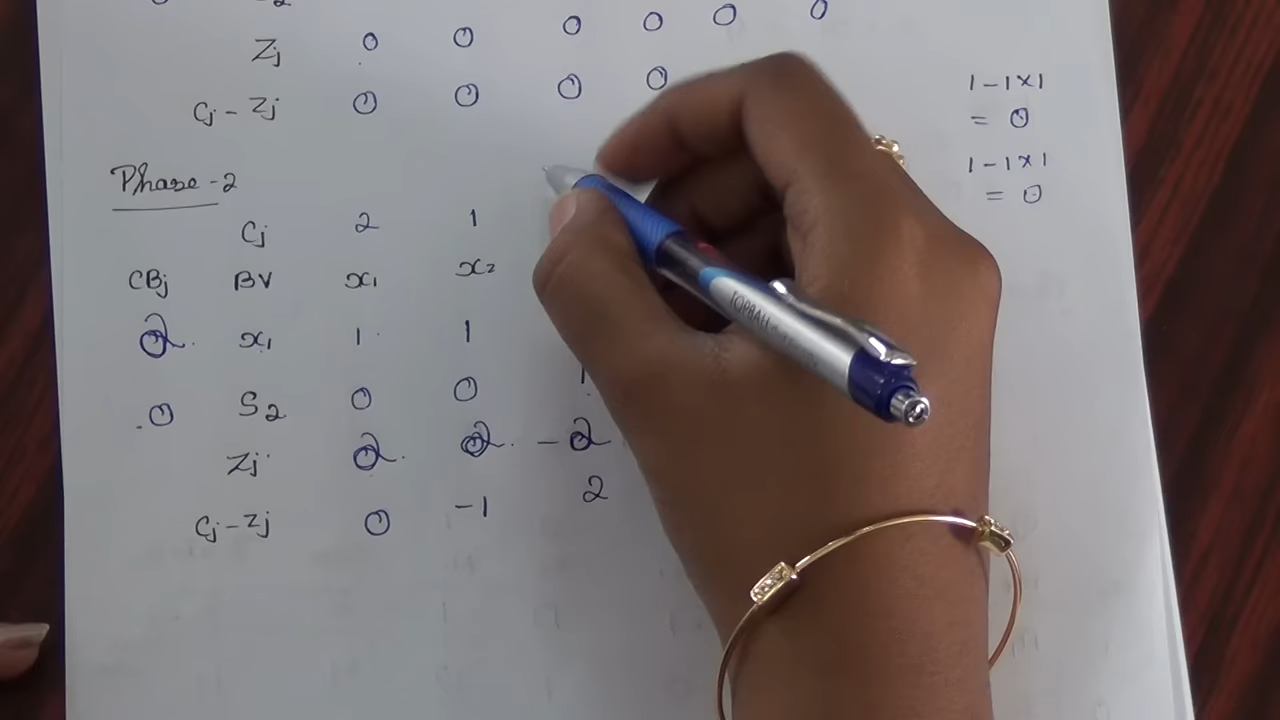 Zj 0 0 0 0 0 0
Cj - Zj 0 0 0 0
1 - 1 × 1
= 0
1 - 1 × 1
= 0
Phase - 2
Cj 2 1
CBj BV x1 x2
2 x1 1 1
0 S2 0 0 1
Zj 2 2 -2
Cj - Zj 0 -1 2
TOPBALL